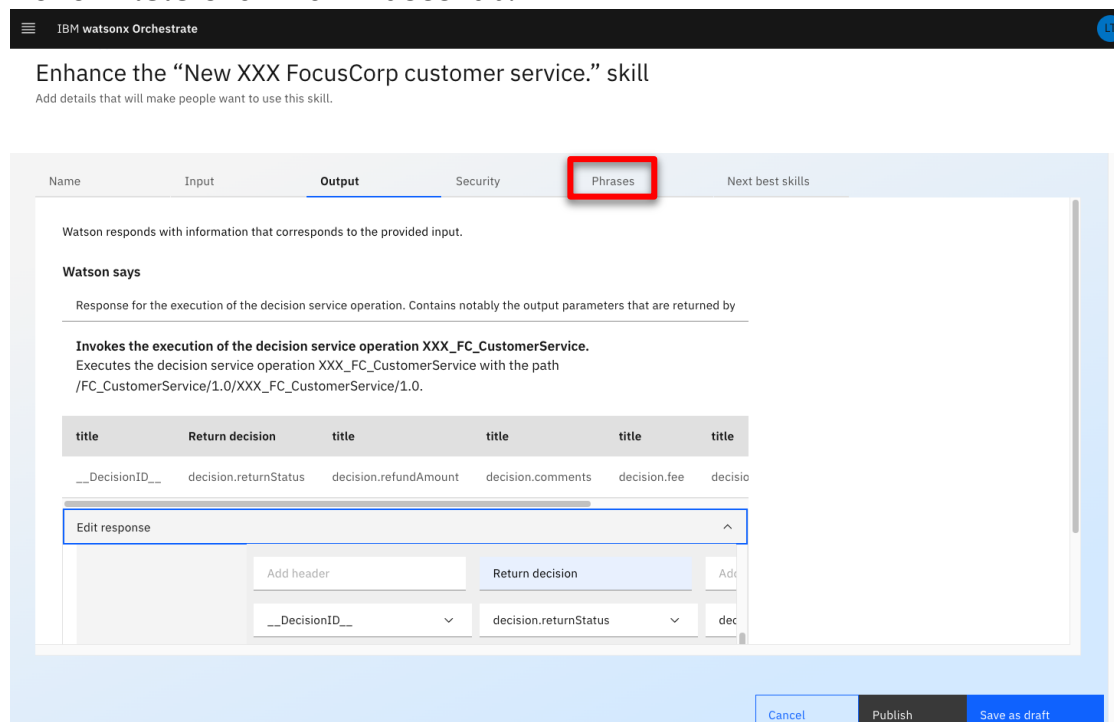 IBM watsonx Orchestrate
LT
Enhance the “New XXX FocusCorp customer service.” skill
Add details that will make people want to use this skill.
Name Input Output Security Phrases Next best skills
Watson responds with information that corresponds to the provided input.
Watson says
Response for the execution of the decision service operation. Contains notably the output parameters that are returned by
Invokes the execution of the decision service operation XXX_FC_CustomerService.
Executes the decision service operation XXX_FC_CustomerService with the path
/FC_CustomerService/1.0/XXX_FC_CustomerService/1.0.
title Return decision title title title title
__DecisionID__ decision.returnStatus decision.refundAmount decision.comments decision.fee decisio
Edit response
Add header Return decision Add
__DecisionID__ decision.returnStatus dec
Cancel Publish Save as draft